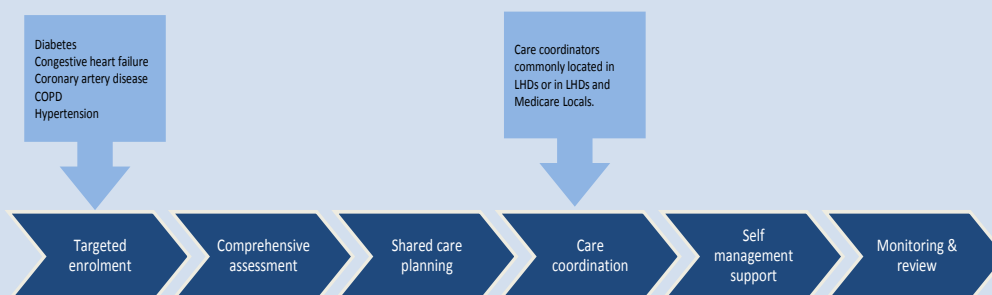 Diabetes
Congestive heart failure
Coronary artery disease
COPD
Hypertension
Care coordinators
commonly located in
LHDs or in LHDs and
Medicare Locals.
Targeted
enrolment
Comprehensive
assessment
Shared care
planning
Care
coordination
Self
management
support
Monitoring &
review